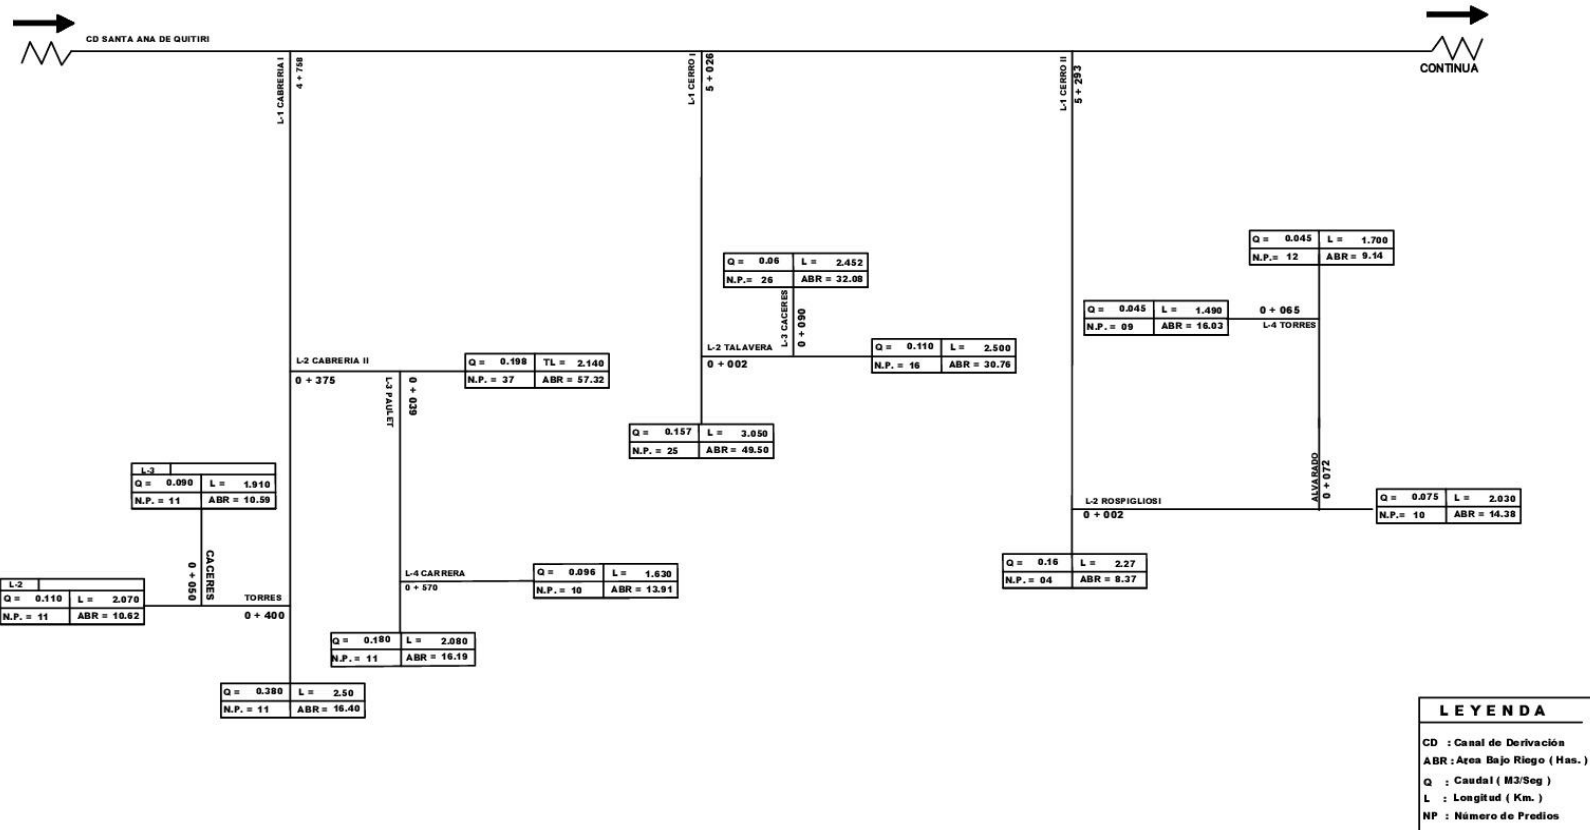 CD SANTA ANA DE QUITIRI
CONTINUA
L-1 CABRERIA I
4 + 758
L-1 CERRO I
5 + 026
L-1 CERRO II
5 + 293
Q = 0.045 L = 1.700
N.P.= 12 ABR = 9.14
Q = 0.06 L = 2.452
N.P.= 26 ABR = 32.08
L-3 CACERES
0 + 090
Q = 0.045 L = 1.490
N.P.= 09 ABR = 16.03
0 + 065
L-4 TORRES
L-2 TALAVERA
0 + 002
Q = 0.110 L = 2.500
N.P.= 16 ABR = 30.76
L-2 CABRERIA II
0 + 375
Q = 0.198 TL = 2.140
N.P.= 37 ABR = 57.32
L-3 PAULET
0 + 039
Q = 0.157 L = 3.050
N.P.= 25 ABR = 49.50
L-3
Q = 0.090 L = 1.910
N.P. = 11 ABR = 10.59
ALVARADO
0 + 072
L-2 ROSPIGLIOSI
0 + 002
Q = 0.075 L = 2.030
N.P.= 10 ABR = 14.38
CACERES
0 + 050
L-2
Q = 0.110 L = 2.070
N.P. = 11 ABR = 10.62
TORRES
0 + 400
L-4 CARRERA
0 + 570
Q = 0.096 L = 1.630
N.P.= 10 ABR = 13.91
Q = 0.16 L = 2.27
N.P.= 04 ABR = 8.37
Q = 0.180 L = 2.080
N.P.= 11 ABR = 16.19
Q = 0.380 L = 2.50
N.P. = 11 ABR = 16.40
LEYENDA
CD : Canal de Derivación
ABR : Area Bajo Riego ( Has. )
Q : Caudal ( M3/Seg )
L : Longitud ( Km. )
NP : Número de Predios